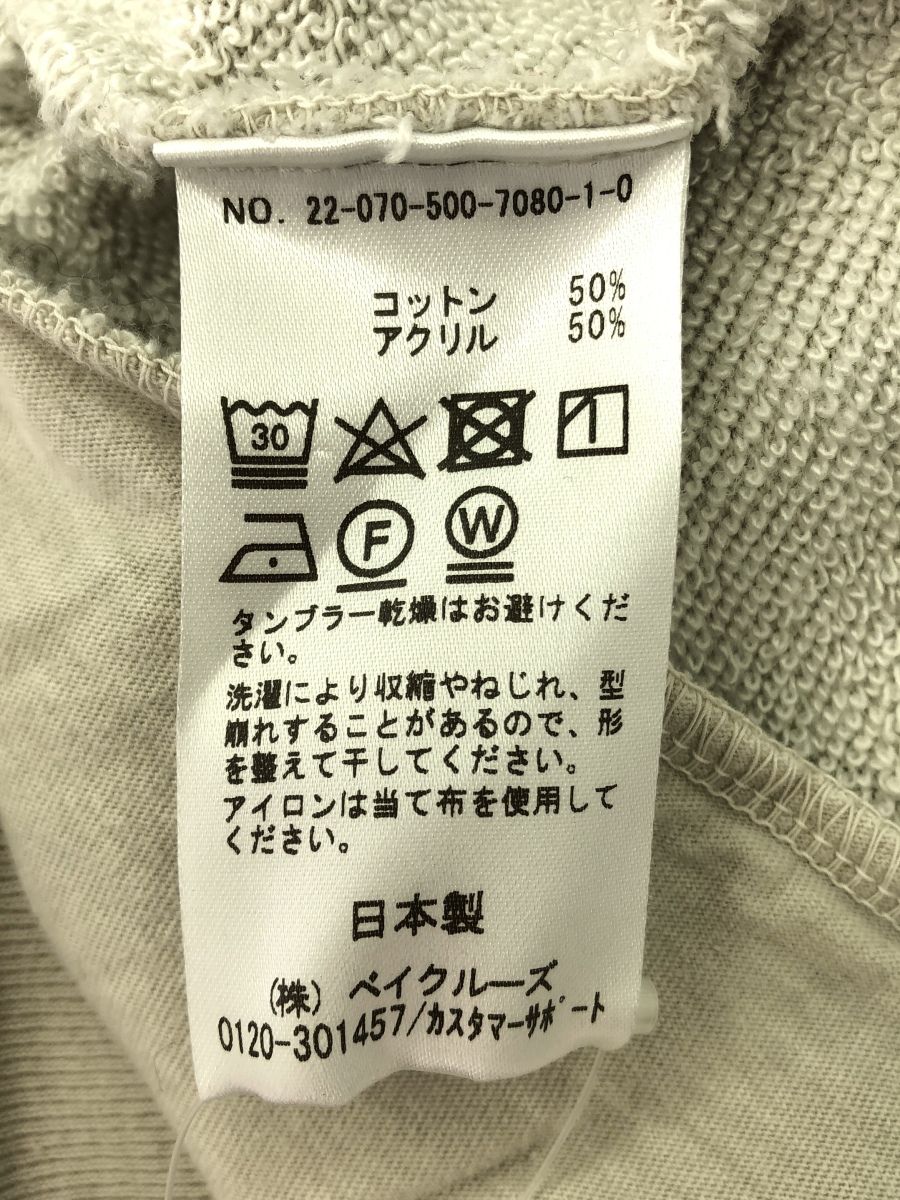 NO. 22-070-500-7080-1-0
コットン 50%
アクリル 50%
30
F W
タンブラー乾燥はお避けくだ
さい。
洗濯により収縮やねじれ、型
崩れすることがあるので、形
を整えて干してください。
アイロンは当て布を使用して
ください。
日本製
(株) ベイクルーズ
0120-301457/カスタマーサポート